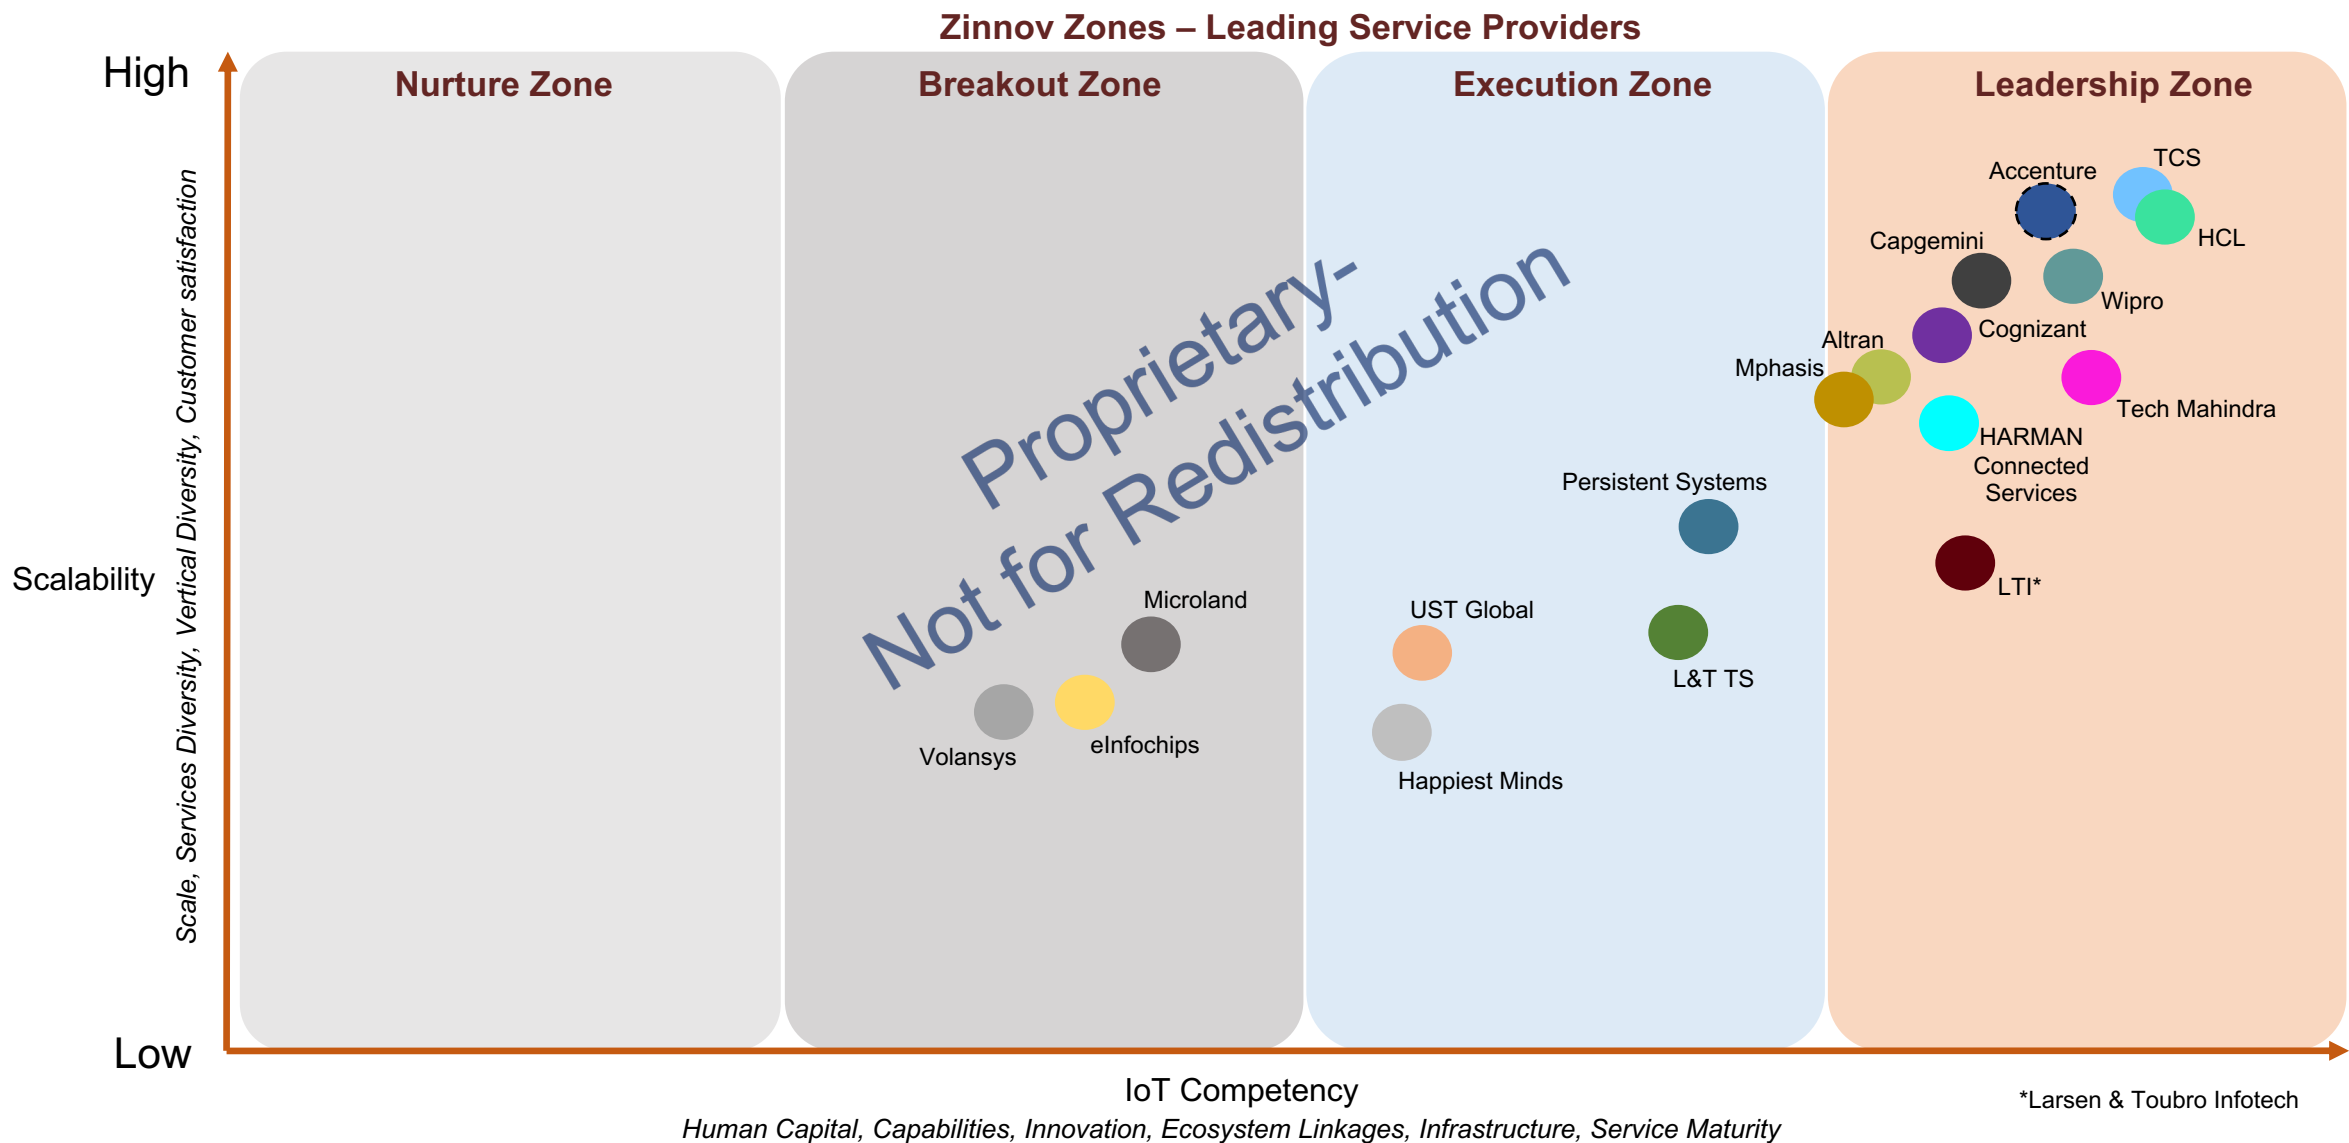 Zinnov Zones – Leading Service Providers
High
Nurture Zone
Breakout Zone
Execution Zone
Leadership Zone
TCS
Accenture
HCL
Capgemini
Wipro
Cognizant
Altran
Mphasis
Tech Mahindra
HARMAN
Connected
Services
Persistent Systems
LTI*
Proprietary-
Not for Redistribution
Scalability
Scale, Services Diversity, Vertical Diversity, Customer satisfaction
Microland
UST Global
L&T TS
Volansys
eInfochips
Happiest Minds
Low
IoT Competency
Human Capital, Capabilities, Innovation, Ecosystem Linkages, Infrastructure, Service Maturity
*Larsen & Toubro Infotech